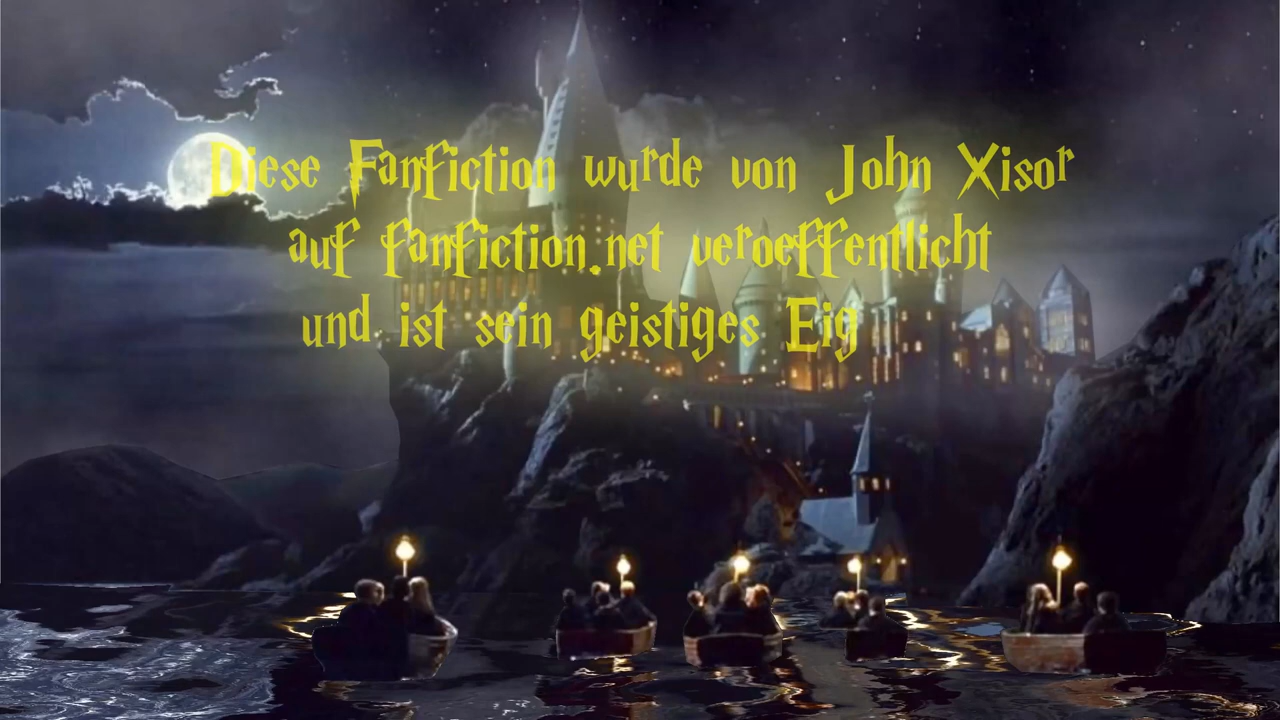 Diese Fanfiction wurde von John Xisor
auf fanfiction.net veroeffentlicht
und ist sein geistiges Eig